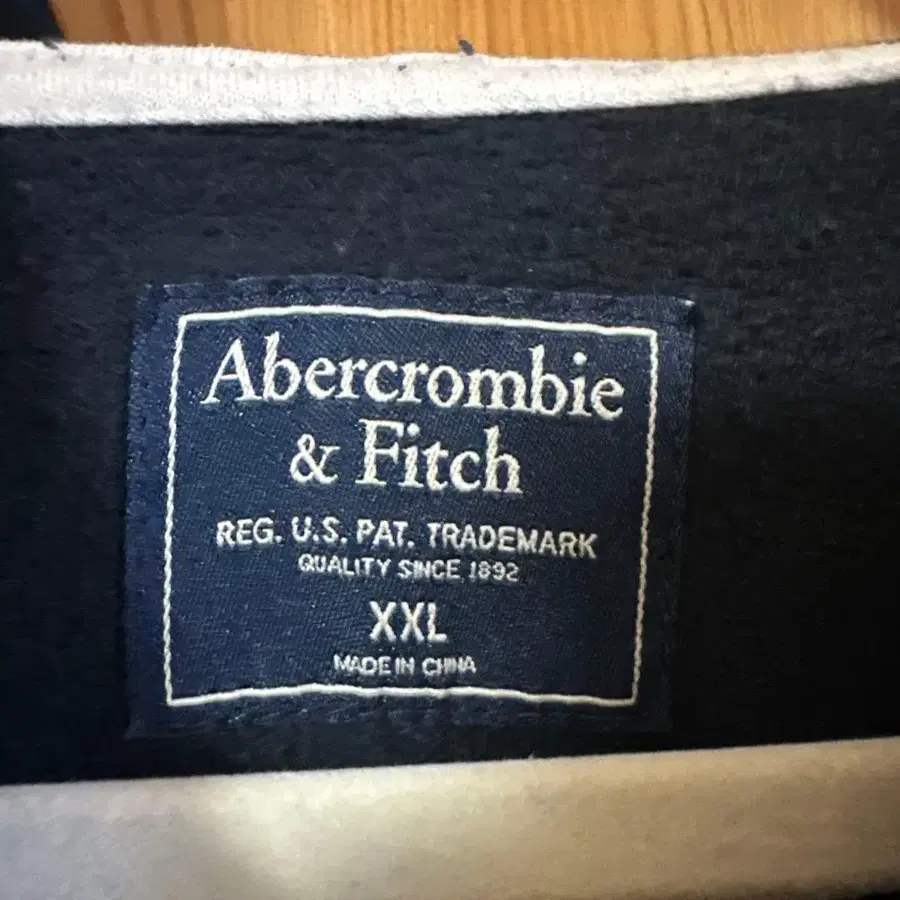 Abercrombie
& Fitch
REG. U.S. PAT. TRADEMARK
QUALITY SINCE 1892
XXL
MADE IN CHINA